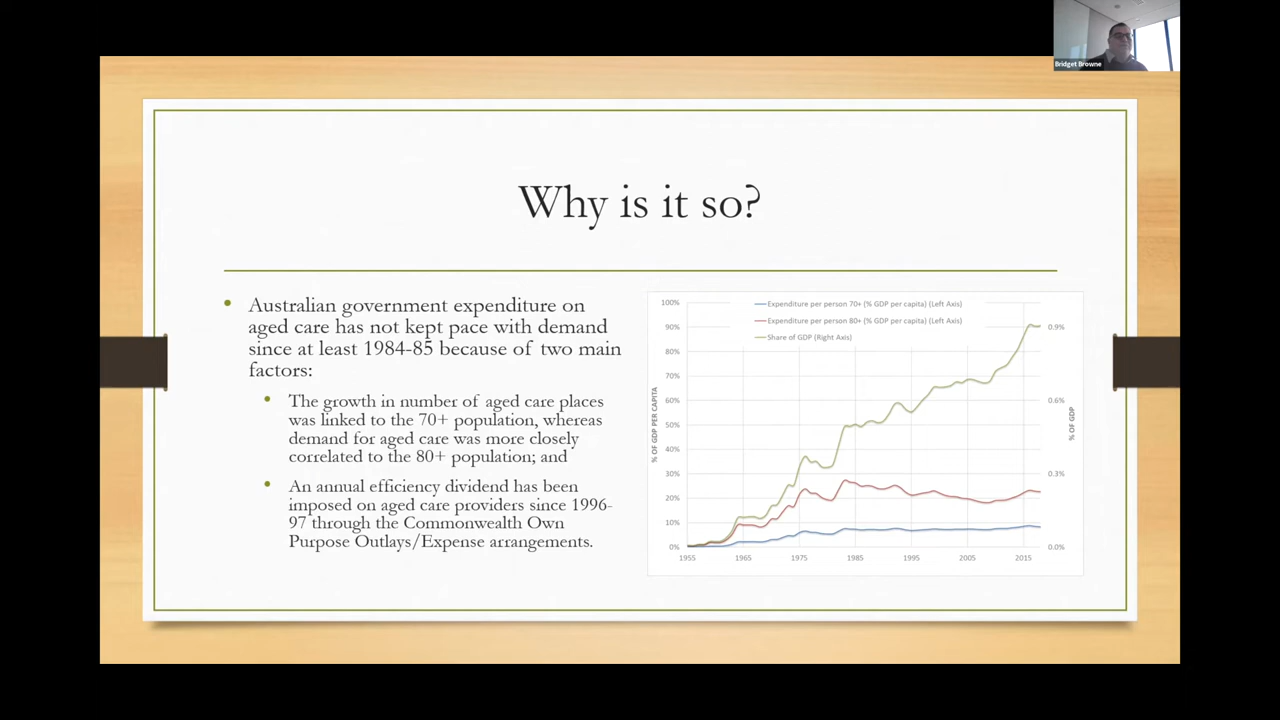 Bridget Browne
Why is it so?
Australian government expenditure on
aged care has not kept pace with demand
since at least 1984-85 because of two main
factors:
The growth in number of aged care places
was linked to the 70+ population, whereas
demand for aged care was more closely
correlated to the 80+ population; and
An annual efficiency dividend has been
imposed on aged care providers since 1996-
97 through the Commonwealth Own
Purpose Outlays/Expense arrangements.
Expenditure per person 70+ (% GDP per capita) (Left Axis)
Expenditure per person 80+ (% GDP per capita) (Left Axis)
Share of GDP (Right Axis)
% OF GDP PER CAPITA
100%
90%
80%
70%
60%
50%
40%
30%
20%
10%
0%
0.9%
0.6%
0.3%
0.0%
% OF GDP
1955 1965 1975 1985 1995 2005 2015